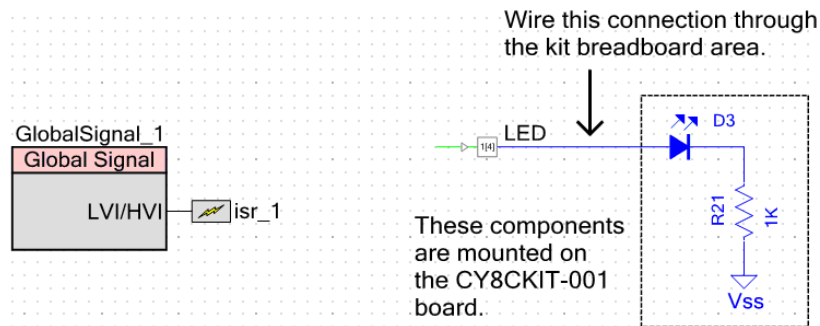 Wire this connection through
the kit breadboard area.
GlobalSignal_1
Global Signal
LVI/HVI
isr_1
1[4]
LED
D3
R21
1K
These components
are mounted on
the CY8CKIT-001
board.
Vss